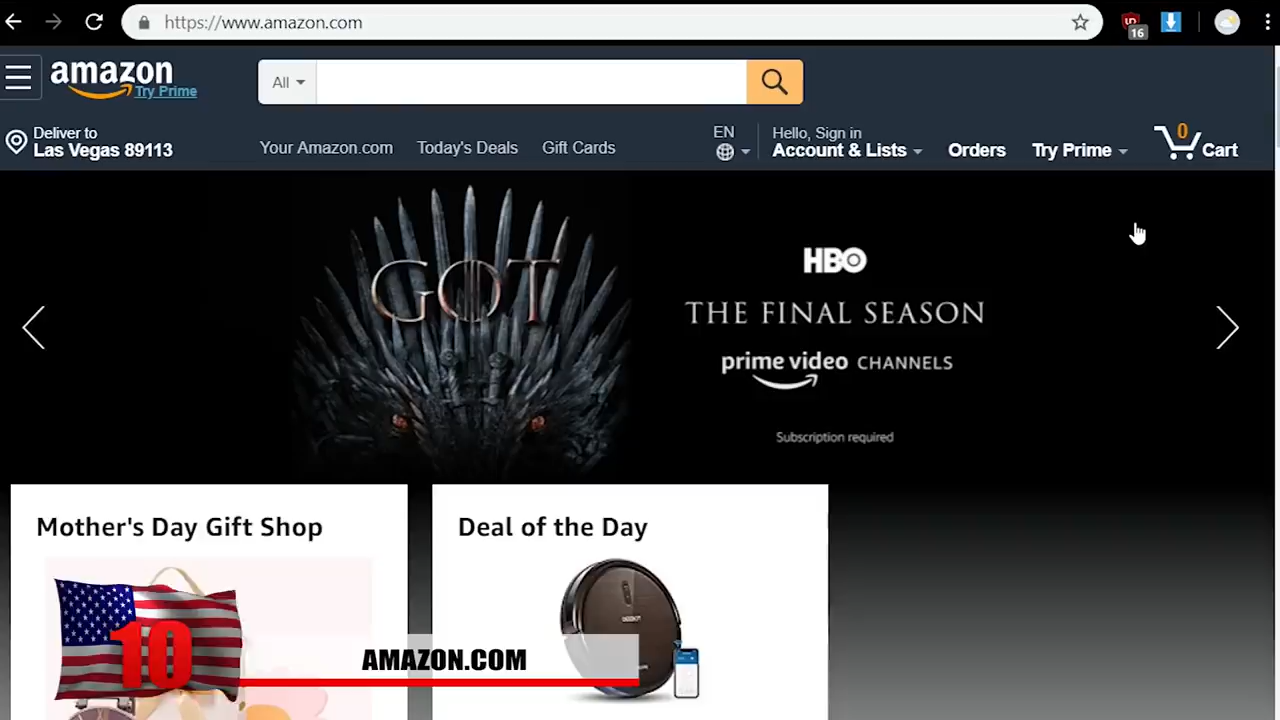 https://www.amazon.com
16
amazon
Try Prime
All
Deliver to
Las Vegas 89113
Your Amazon.com Today's Deals Gift Cards
EN
Hello, Sign in
Account & Lists
Orders
Try Prime
0
Cart
GOT
HBO
THE FINAL SEASON
prime video CHANNELS
Subscription required
Mother's Day Gift Shop
Deal of the Day
10
AMAZON.COM